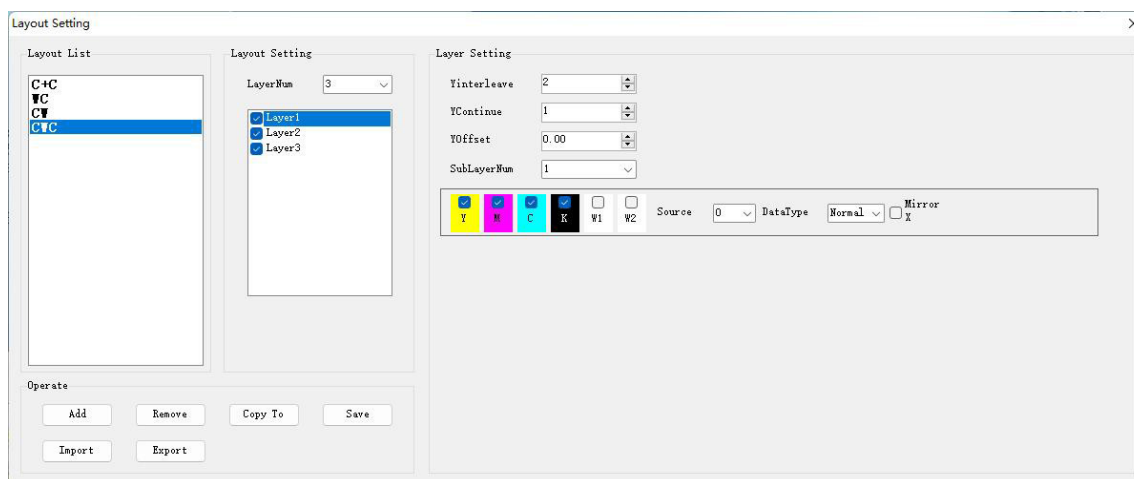 Layout Setting
Layout List
C+C
WC
CW
CWC
Layout Setting
LayerNum 3
Layer1
Layer2
Layer3
Layer Setting
Yinterleave 2
YContinue 1
YOffset 0.00
SubLayerNum 1
Y M C K W1 W2 Source 0 DataType Normal Mirror
X
Operate
Add Remove Copy To Save
Import Export